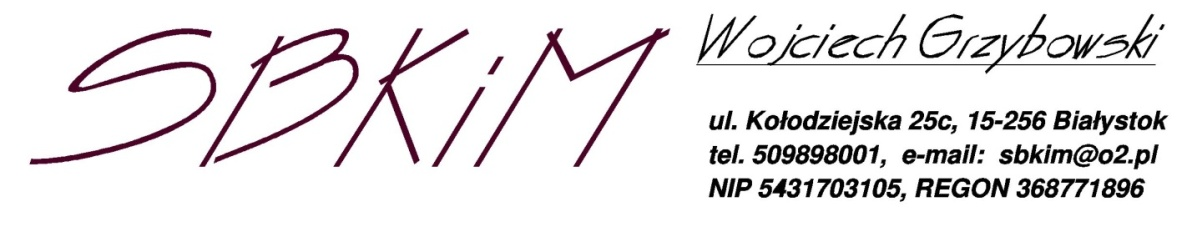 SBKiM
Wojciech Grzybowski
ul. Kołodziejska 25c, 15-256 Białystok
tel. 509898001, e-mail: sbkim@o2.pl
NIP 5431703105, REGON 368771896